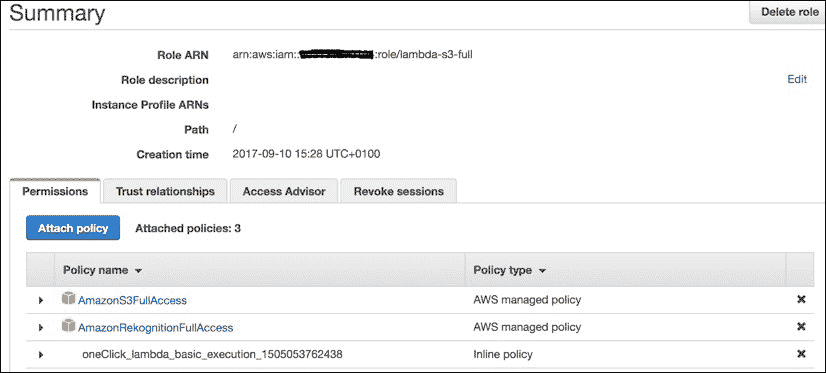 Summary
Delete role
Role ARN arn:aws:iam:: :role/lambda-s3-full
Role description Edit
Instance Profile ARNs
Path /
Creation time 2017-09-10 15:28 UTC+0100
Permissions Trust relationships Access Advisor Revoke sessions
Attach policy Attached policies: 3
Policy name Policy type
AmazonS3FullAccess AWS managed policy
AmazonRekognitionFullAccess AWS managed policy
oneClick_lambda_basic_execution_1505053762438 Inline policy